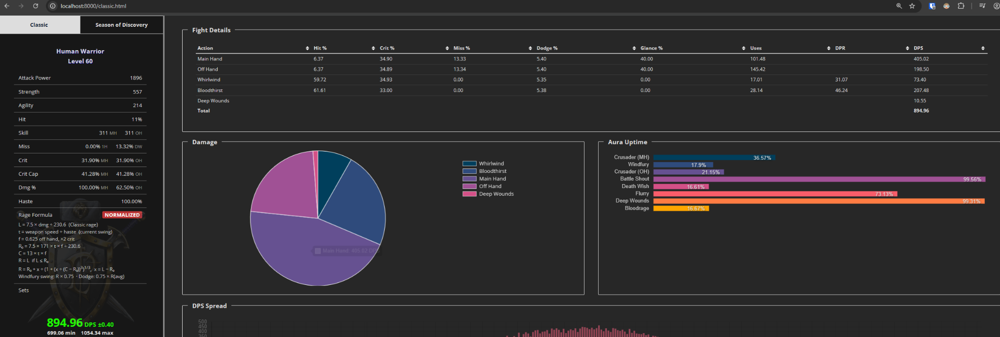 localhost:8000/classic.html
Classic
Season of Discovery
Human Warrior
Level 60
Attack Power 1896
Strength 557
Agility 214
Hit 11%
Skill 311 MH 311 OH
Miss 0.00% 1H 13.32% DW
Crit 31.90% MH 31.90% OH
Crit Cap 41.28% MH 41.28% OH
Dmg % 100.00% MH 62.50% OH
Haste 100.00%
Rage Formula NORMALIZED
L = 7.5 × dmg ÷ 230.6 (Classic rage)
t = weapon speed ÷ haste (current swing)
f = 0.625 off hand, ×2 crit
R₀ = 7.5 × 171 × t × f ÷ 230.6
C = 13 × t × f
R = L if L ≤ R₀
R = R₀ + x ÷ (1 + (x ÷ (C − R₀))³)^1/3, x = L − R₀
Windfury swing: R × 0.75 · Dodge: 0.75 × R(avg)
Sets
894.96 DPS ±0.40
699.06 min 1054.34 max
Fight Details
Action Hit % Crit % Miss % Dodge % Glance % Uses DPR DPS
Main Hand 6.37 34.90 13.33 5.40 40.00 101.48 405.02
Off Hand 6.37 34.89 13.34 5.40 40.00 145.42 198.50
Whirlwind 59.72 34.93 0.00 5.35 0.00 17.01 31.07 73.40
Bloodthirst 61.61 33.00 0.00 5.38 0.00 28.14 46.24 207.48
Deep Wounds 10.55
Total 894.96
Damage
Whirlwind
Bloodthirst
Main Hand
Off Hand
Deep Wounds
Main Hand: 405.02 DPS
Aura Uptime
Crusader (MH) 36.57%
Windfury 17.9%
Crusader (OH) 21.15%
Battle Shout 99.56%
Death Wish 16.61%
Flurry 73.13%
Deep Wounds 99.31%
Bloodrage 16.67%
DPS Spread
500
450
400
350